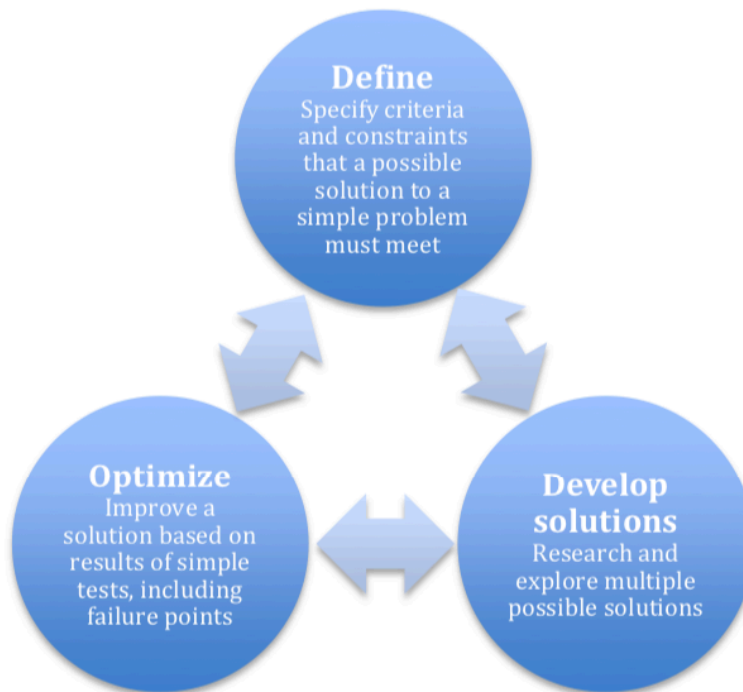 Define
Specify criteria
and constraints
that a possible
solution to a
simple problem
must meet
Optimize
Improve a
solution based on
results of simple
tests, including
failure points
Develop
solutions
Research and
explore multiple
possible solutions